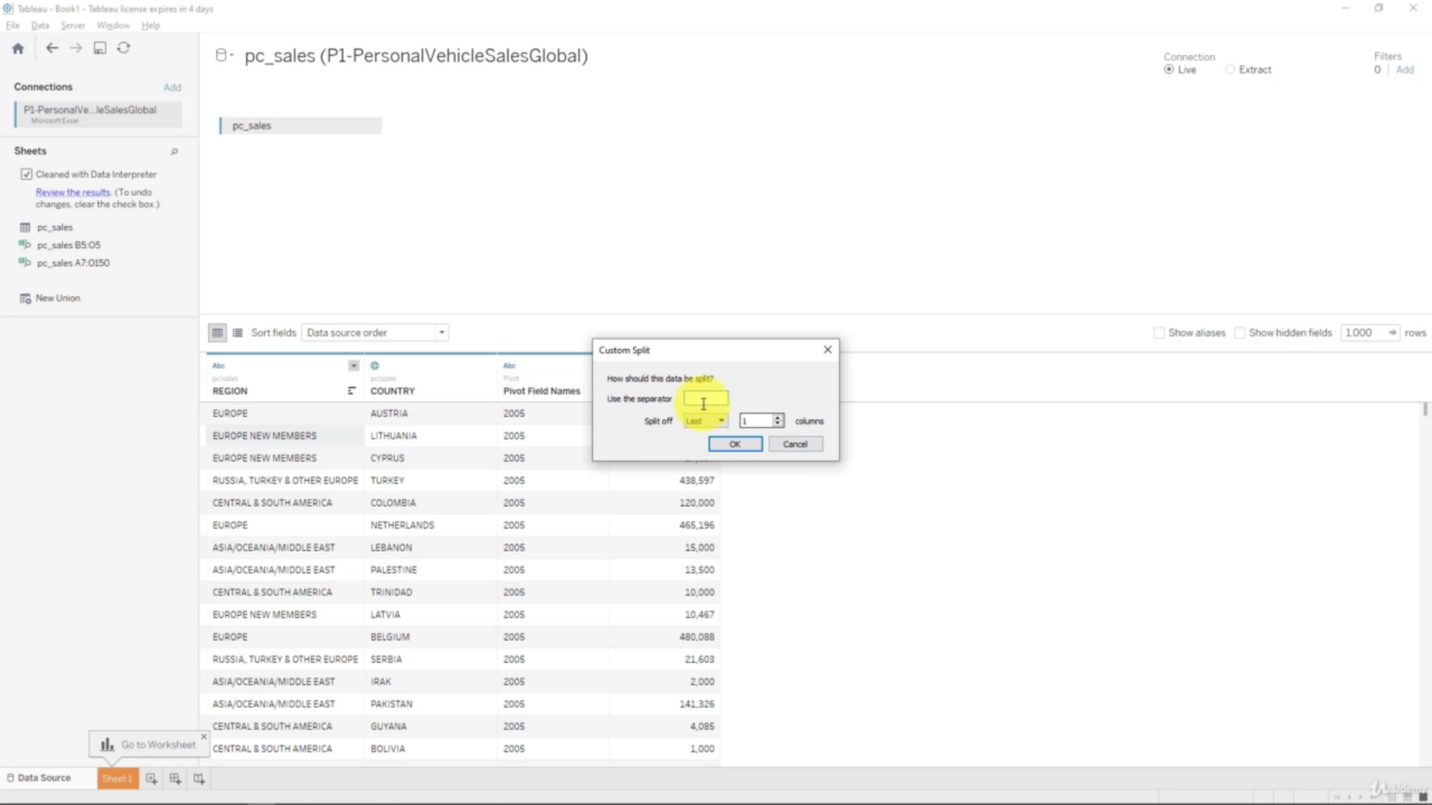 Tableau - Book1 - Tableau license expires in 4 days
File Data Server Window Help
pc_sales (P1-PersonalVehicleSalesGlobal)
Connection
Live Extract
Filters
0 | Add
Connections Add
P1-PersonalVe...leSalesGlobal
Microsoft Excel
pc_sales
Sheets
Cleaned with Data Interpreter
Review the results. (To undo
changes, clear the check box.)
pc_sales
pc_sales B5:O5
pc_sales A7:O150
New Union
Sort fields Data source order
Show aliases Show hidden fields 1,000 rows
Custom Split
How should this data be split?
Use the separator
Split off Last 1 columns
OK Cancel
Abc Abc
pc!sales pc!sales Pivot
REGION COUNTRY Pivot Field Names
EUROPE AUSTRIA 2005
EUROPE NEW MEMBERS LITHUANIA 2005
EUROPE NEW MEMBERS CYPRUS 2005
RUSSIA, TURKEY & OTHER EUROPE TURKEY 2005 438,597
CENTRAL & SOUTH AMERICA COLOMBIA 2005 120,000
EUROPE NETHERLANDS 2005 465,196
ASIA/OCEANIA/MIDDLE EAST LEBANON 2005 15,000
ASIA/OCEANIA/MIDDLE EAST PALESTINE 2005 13,500
CENTRAL & SOUTH AMERICA TRINIDAD 2005 10,000
EUROPE NEW MEMBERS LATVIA 2005 10,467
EUROPE BELGIUM 2005 480,088
RUSSIA, TURKEY & OTHER EUROPE SERBIA 2005 21,603
ASIA/OCEANIA/MIDDLE EAST IRAK 2005 2,000
ASIA/OCEANIA/MIDDLE EAST PAKISTAN 2005 141,326
CENTRAL & SOUTH AMERICA GUYANA 2005 4,085
CENTRAL & SOUTH AMERICA BOLIVIA 2005 1,000
Go to Worksheet
Data Source Sheet 1
Udemy